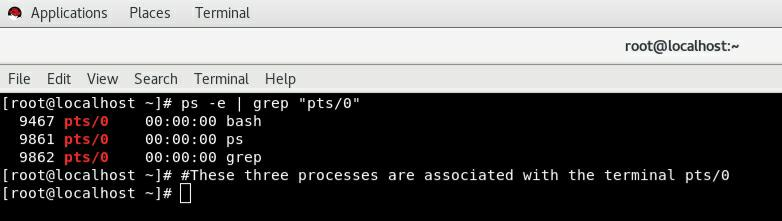 Applications Places Terminal
root@localhost:~
File Edit View Search Terminal Help
[root@localhost ~]# ps -e | grep "pts/0"
9467 pts/0 00:00:00 bash
9861 pts/0 00:00:00 ps
9862 pts/0 00:00:00 grep
[root@localhost ~]# #These three processes are associated with the terminal pts/0
[root@localhost ~]#